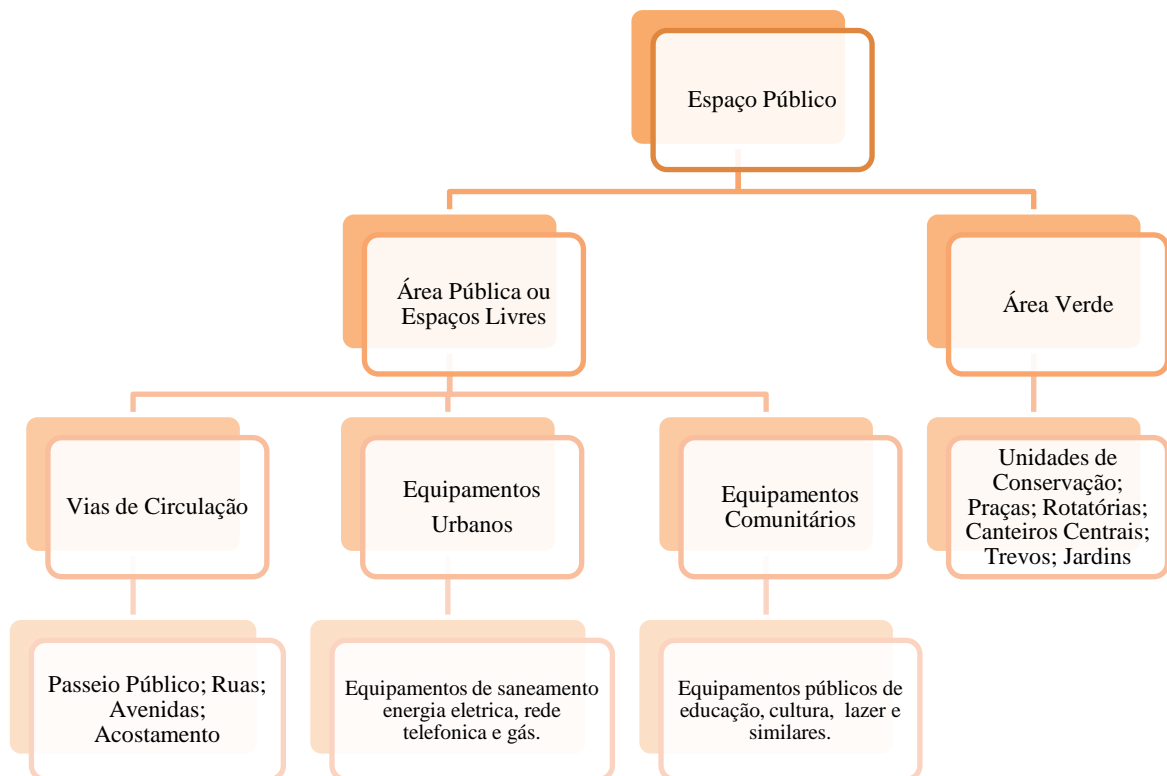 Espaço Público
Área Pública ou
Espaços Livres
Área Verde
Vias de Circulação
Equipamentos
Urbanos
Equipamentos
Comunitários
Unidades de
Conservação;
Praças; Rotatórias;
Canteiros Centrais;
Trevos; Jardins
Passeio Público; Ruas;
Avenidas;
Acostamento
Equipamentos de saneamento
energia eletrica, rede
telefonica e gás.
Equipamentos públicos de
educação, cultura, lazer e
similares.